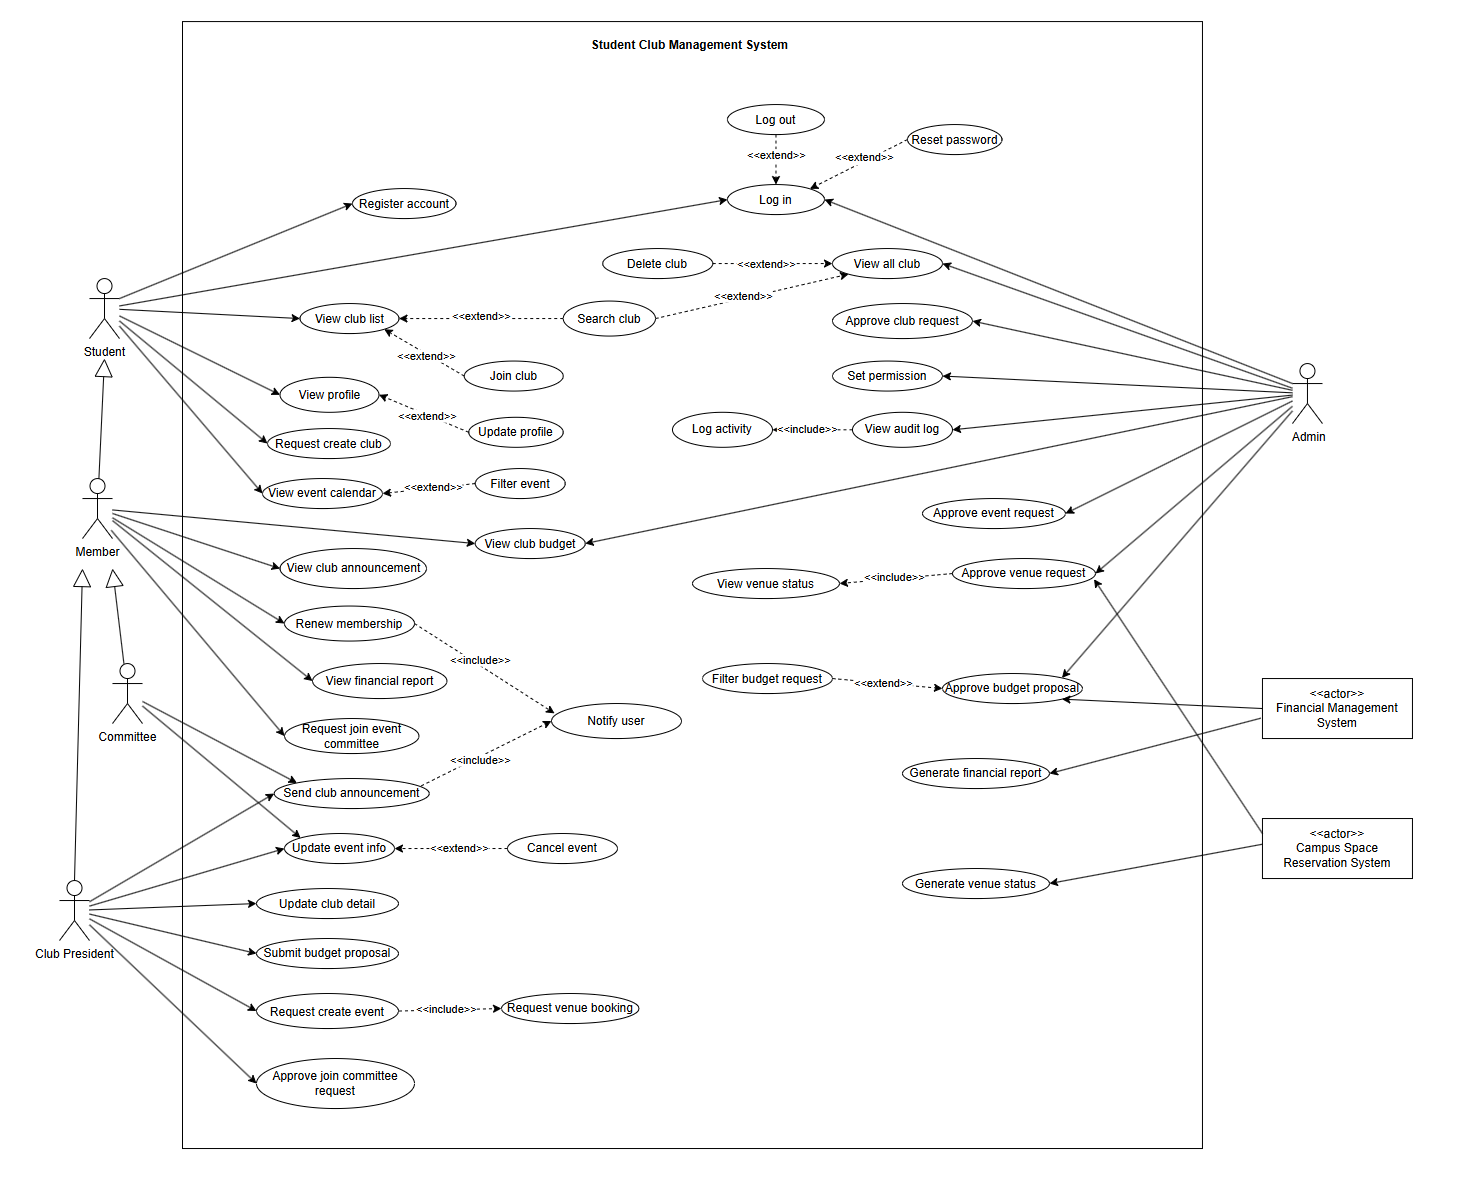 Student Club Management System
Log out
Reset password
<<extend>>
<<extend>>
Register account
Log in
Delete club
<<extend>>
View all club
<<extend>>
View club list
<<extend>>
Search club
Approve club request
Student
<<extend>>
Join club
Set permission
View profile
<<extend>>
Update profile
Log activity
<<include>>
View audit log
Admin
Request create club
View event calendar
<<extend>>
Filter event
Approve event request
Member
View club budget
View club announcement
View venue status
<<include>>
Approve venue request
Renew membership
<<include>>
View financial report
Filter budget request
<<extend>>
Approve budget proposal
<<actor>>
Financial Management
System
Committee
Request join event
committee
Notify user
<<include>>
Send club announcement
Generate financial report
Update event info
<<extend>>
Cancel event
<<actor>>
Campus Space
Reservation System
Generate venue status
Update club detail
Club President
Submit budget proposal
Request create event
<<include>>
Request venue booking
Approve join committee
request